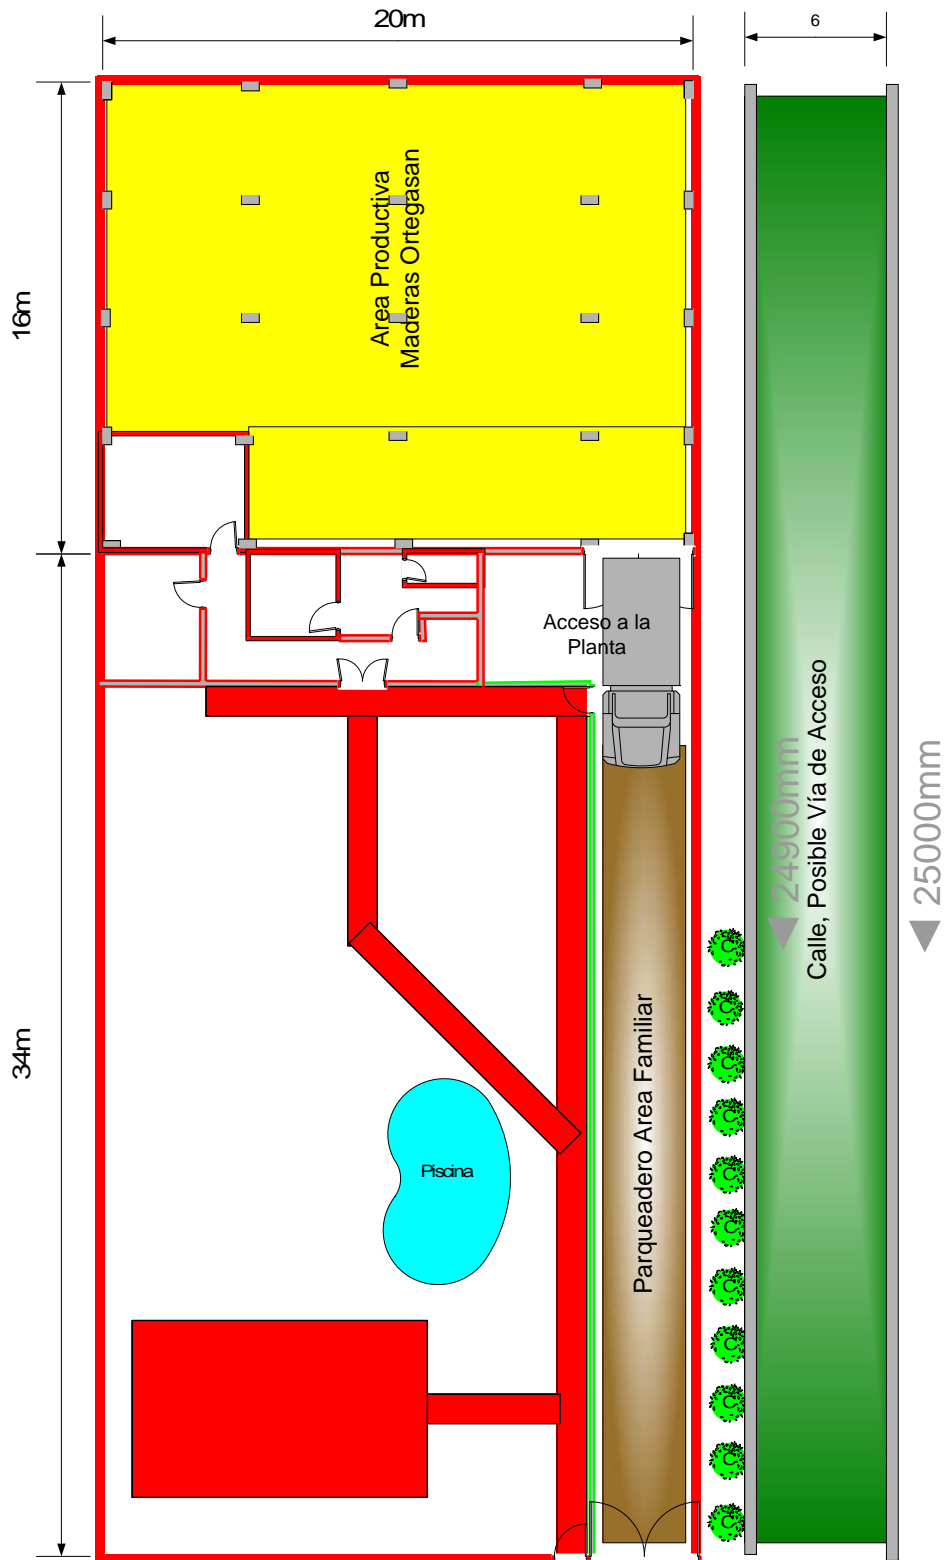 20m
6
16m
Area Productiva
Maderas Ortegasan
Acceso a la
Planta
24900mm
Calle, Posible Vía de Acceso
25000mm
34m
Parqueadero Area Familiar
Piscina
C
C
C
C
C
C
C
C
C
C
C